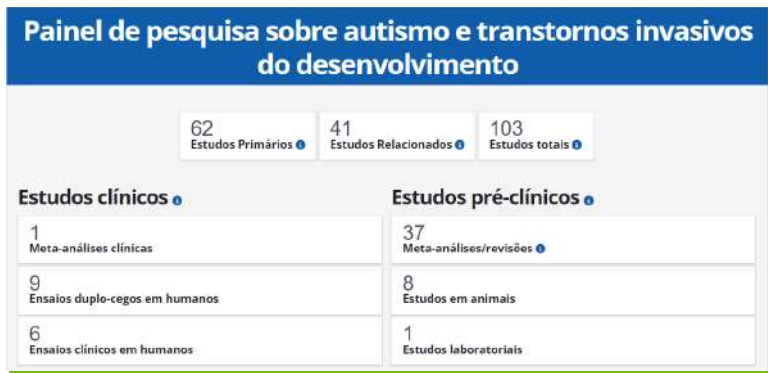 Painel de pesquisa sobre autismo e transtornos invasivos
do desenvolvimento
62
Estudos Primários
41
Estudos Relacionados
103
Estudos totais
Estudos clínicos
1
Meta-análises clínicas
9
Ensaios duplo-cegos em humanos
6
Ensaios clínicos em humanos
Estudos pré-clínicos
37
Meta-análises/revisões
8
Estudos em animais
1
Estudos laboratoriais